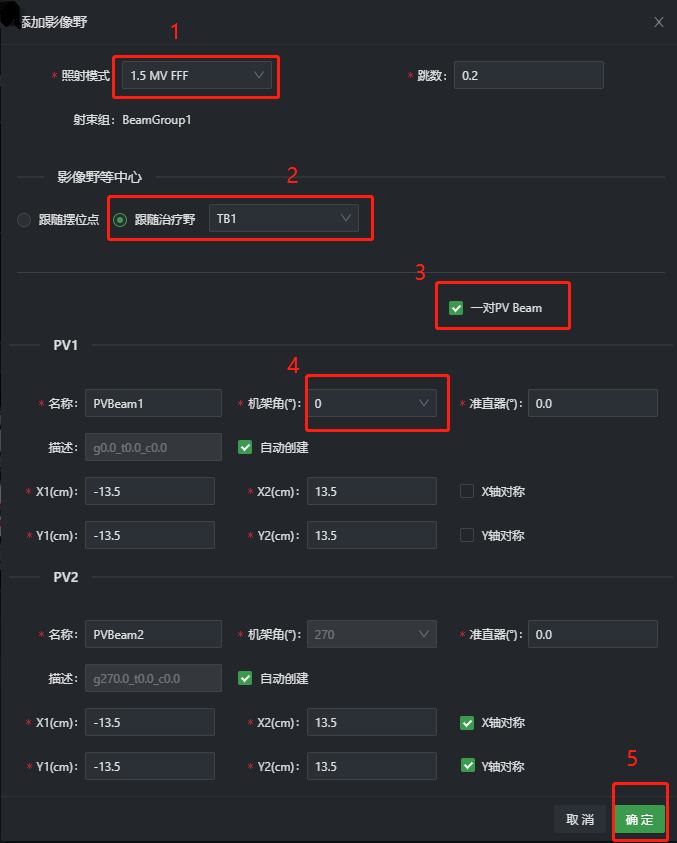 添加影像野
1
* 照射模式 1.5 MV FFF * 跳数: 0.2
射束组: BeamGroup1
影像野等中心
2
跟随摆位点 跟随治疗野 TB1
3
一对PV Beam
PV1
4
* 名称: PVBeam1 * 机架角(°): 0 * 准直器(°): 0.0
描述: g0.0_t0.0_c0.0 自动创建
* X1(cm): -13.5 * X2(cm): 13.5 X轴对称
* Y1(cm): -13.5 * Y2(cm): 13.5 Y轴对称
PV2
* 名称: PVBeam2 * 机架角(°): 270 * 准直器(°): 0.0
描述: g270.0_t0.0_c0.0 自动创建
* X1(cm): -13.5 * X2(cm): 13.5 X轴对称
* Y1(cm): -13.5 * Y2(cm): 13.5 Y轴对称
5
取消 确定